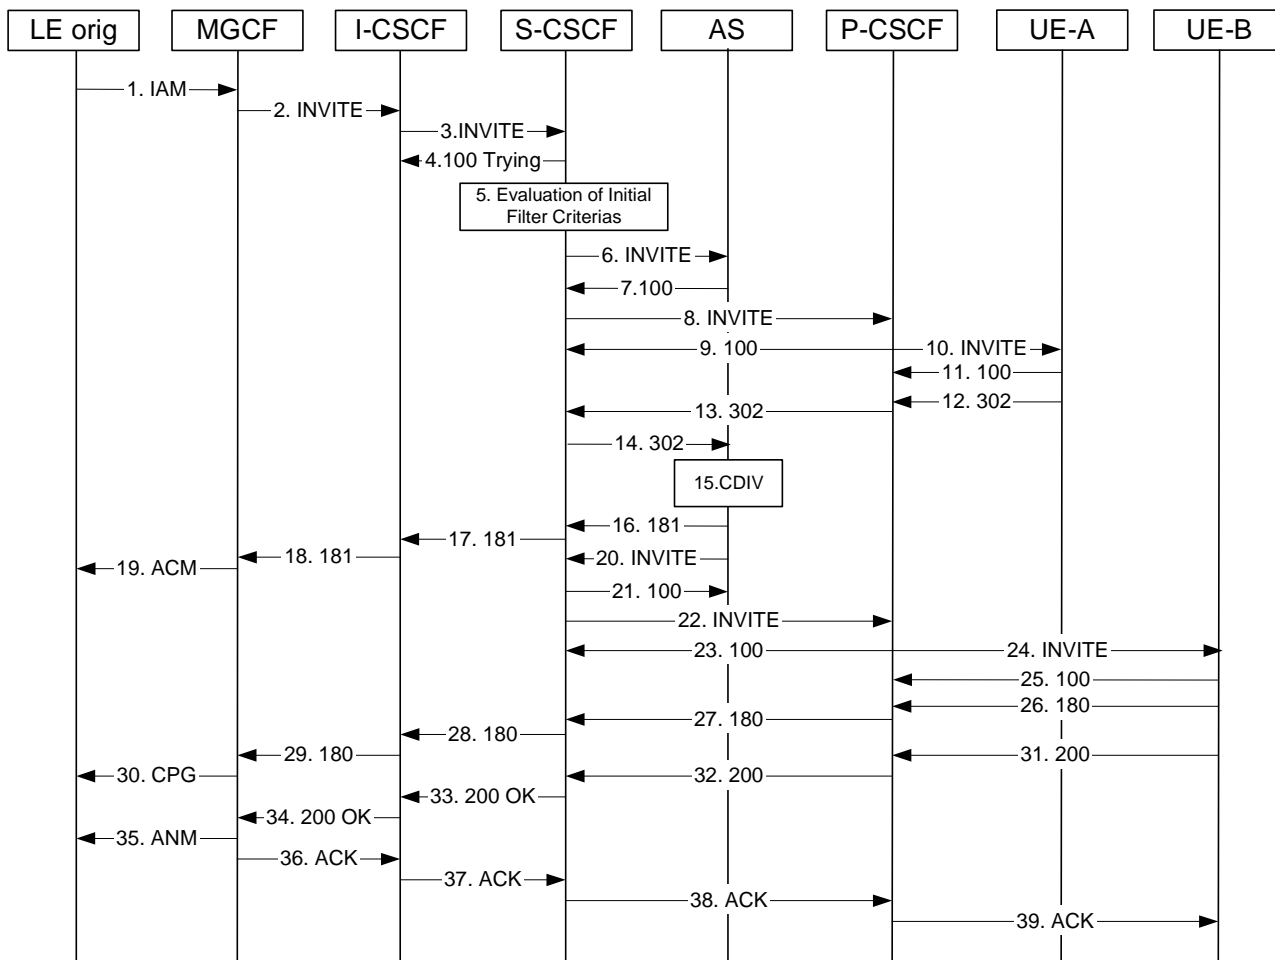 LE orig
MGCF
I-CSCF
S-CSCF
AS
P-CSCF
UE-A
UE-B
1. IAM
2. INVITE
3.INVITE
4.100 Trying
5. Evaluation of Initial
Filter Criterias
6. INVITE
7.100
8. INVITE
9. 100
10. INVITE
11. 100
12. 302
13. 302
14. 302
15.CDIV
16. 181
17. 181
18. 181
19. ACM
20. INVITE
21. 100
22. INVITE
23. 100
24. INVITE
25. 100
26. 180
27. 180
28. 180
29. 180
30. CPG
31. 200
32. 200
33. 200 OK
34. 200 OK
35. ANM
36. ACK
37. ACK
38. ACK
39. ACK